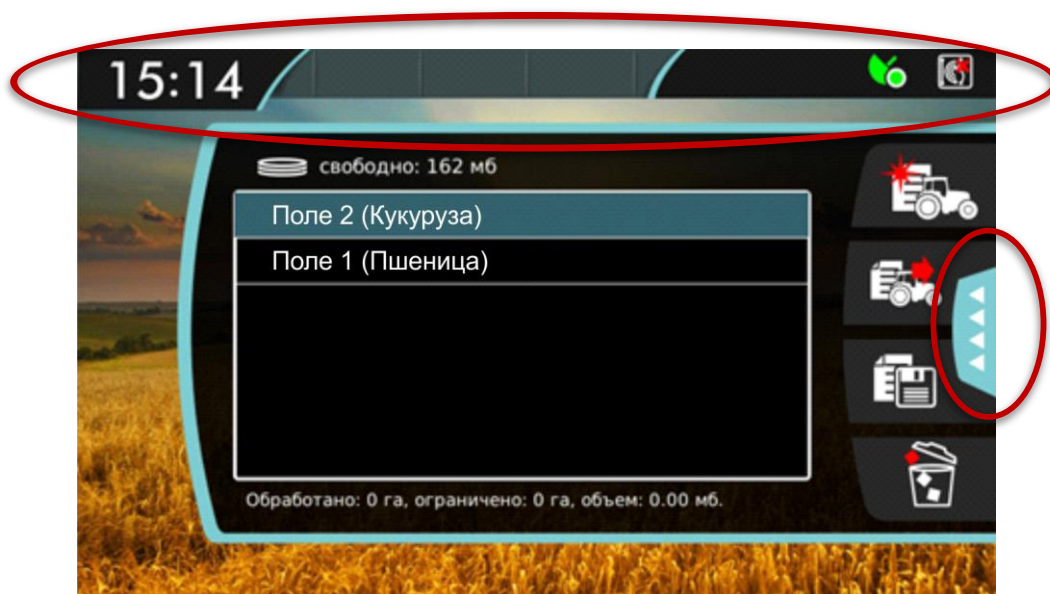 15:14
свободно: 162 мб
Поле 2 (Кукуруза)
Поле 1 (Пшеница)
Обработано: 0 га, ограничено: 0 га, объем: 0.00 мб.